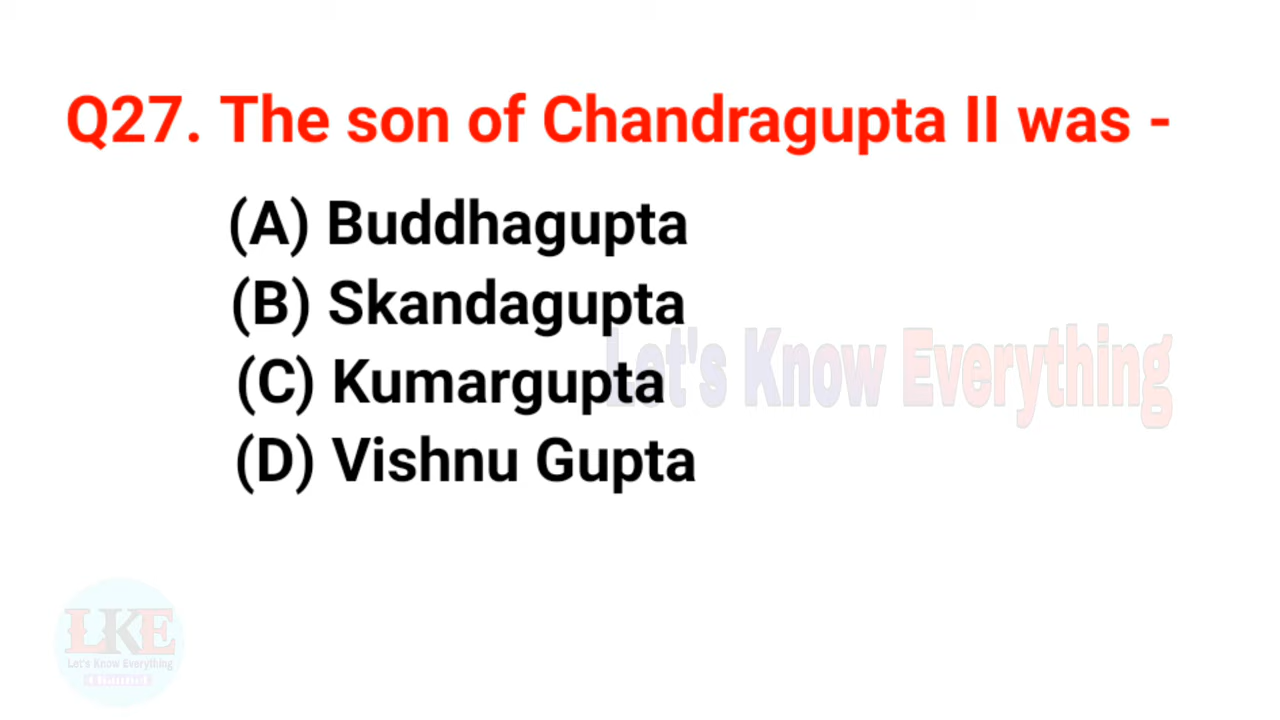 Q27. The son of Chandragupta II was -
(A) Buddhagupta
(B) Skandagupta
(C) Kumargupta
(D) Vishnu Gupta
Let's Know Everything
LKE
Let's Know Everything
Channel